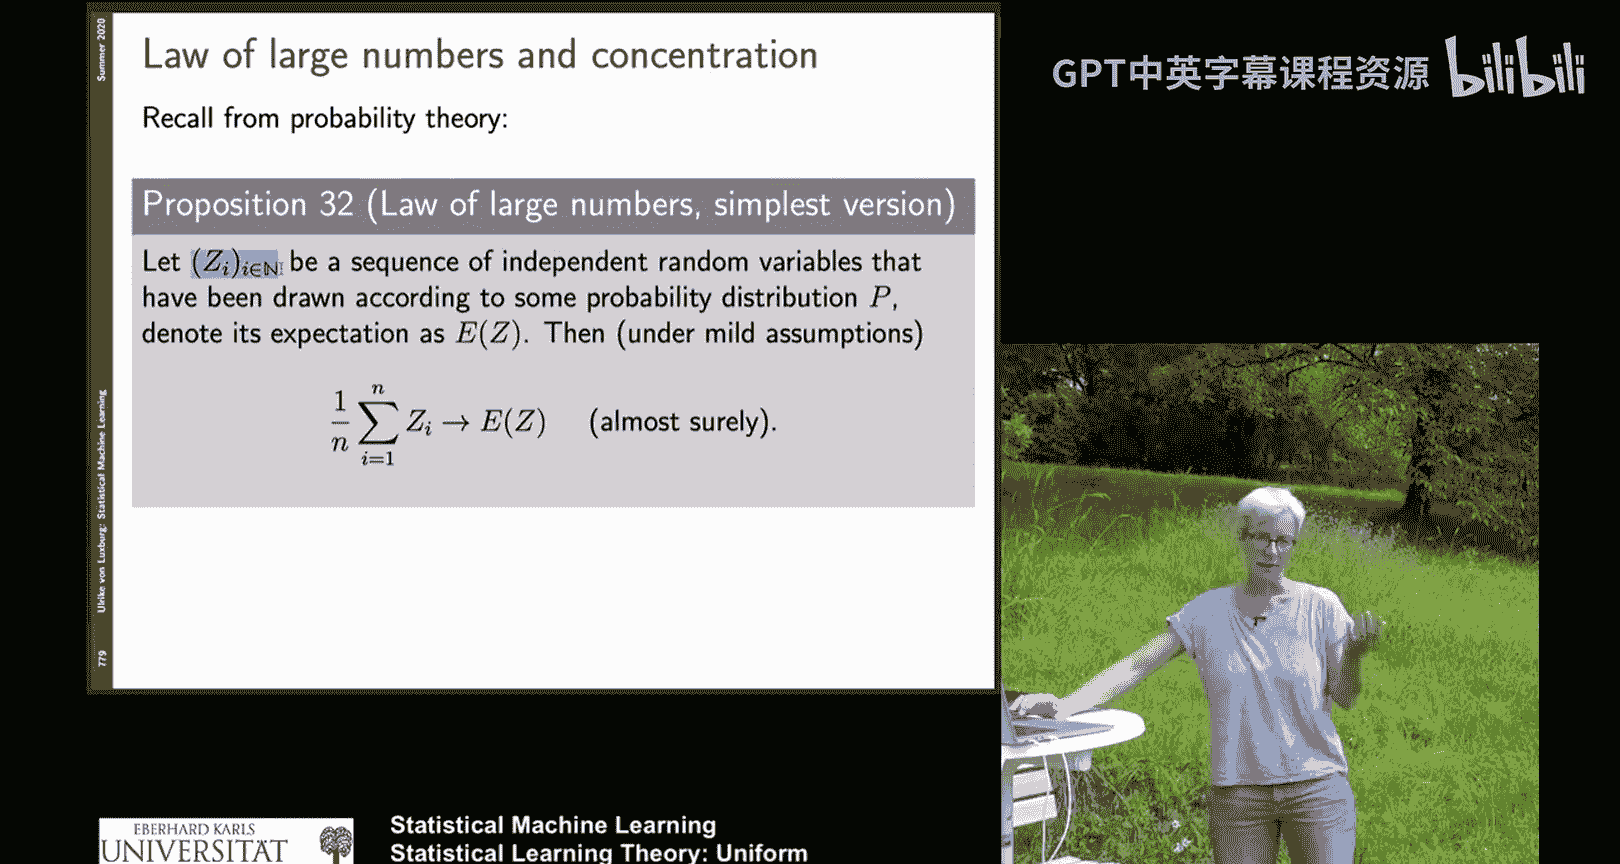 Law of large numbers and concentration
Recall from probability theory:
Proposition 32 (Law of large numbers, simplest version)
Let (Zᵢ)ᵢ∈ℕ be a sequence of independent random variables that
have been drawn according to some probability distribution P,
denote its expectation as E(Z). Then (under mild assumptions)
1/n ∑ᵢ₌₁ⁿ Zᵢ → E(Z) (almost surely).
Summer 2020
Ulrike von Luxburg: Statistical Machine Learning
779
GPT中英字幕课程资源
bilibili
EBERHARD KARLS
UNIVERSITÄT
Statistical Machine Learning
Statistical Learning Theory: Uniform